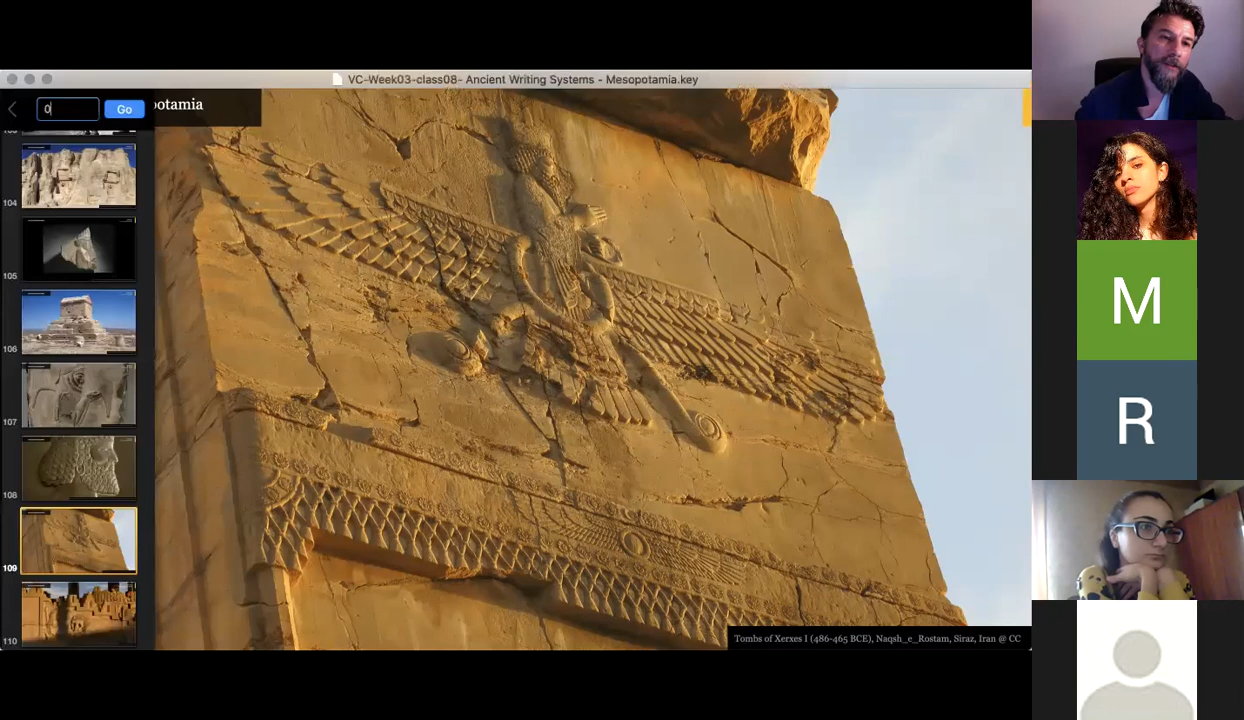 VC-Week03-class08- Ancient Writing Systems - Mesopotamia.key
0
Go
potamia
104
105
106
107
108
109
110
Tombs of Xerxes I (486-465 BCE), Naqsh_e_Rostam, Siraz, Iran @ CC
M
R